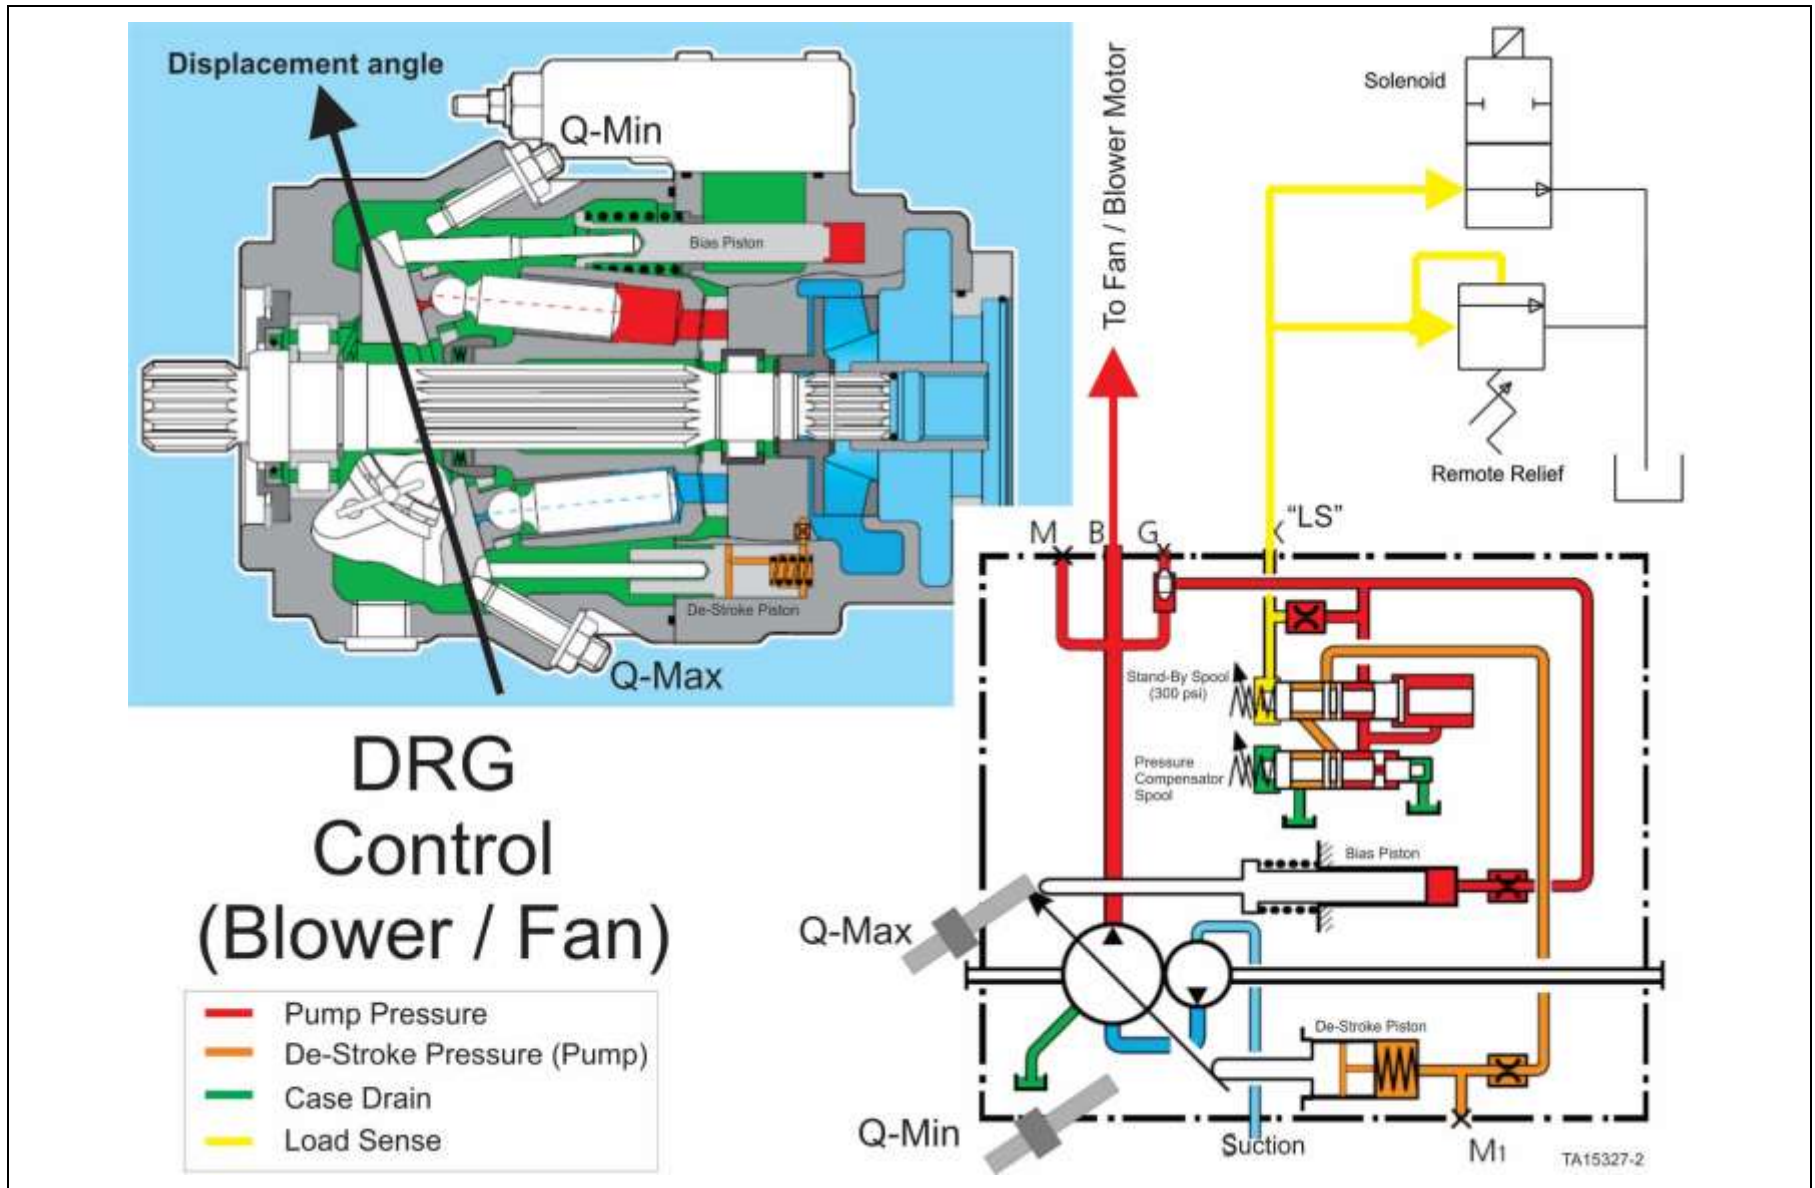 Displacement angle
Q-Min
Bias Piston
De-Stroke Piston
Q-Max
To Fan / Blower Motor
Solenoid
Remote Relief
M
B
G
X
"LS"
Stand-By Spool
(300 psi)
Pressure
Compensator
Spool
Bias Piston
Q-Max
De-Stroke Piston
Q-Min
Suction
M1
TA15327-2
DRG
Control
(Blower / Fan)
Pump Pressure
De-Stroke Pressure (Pump)
Case Drain
Load Sense